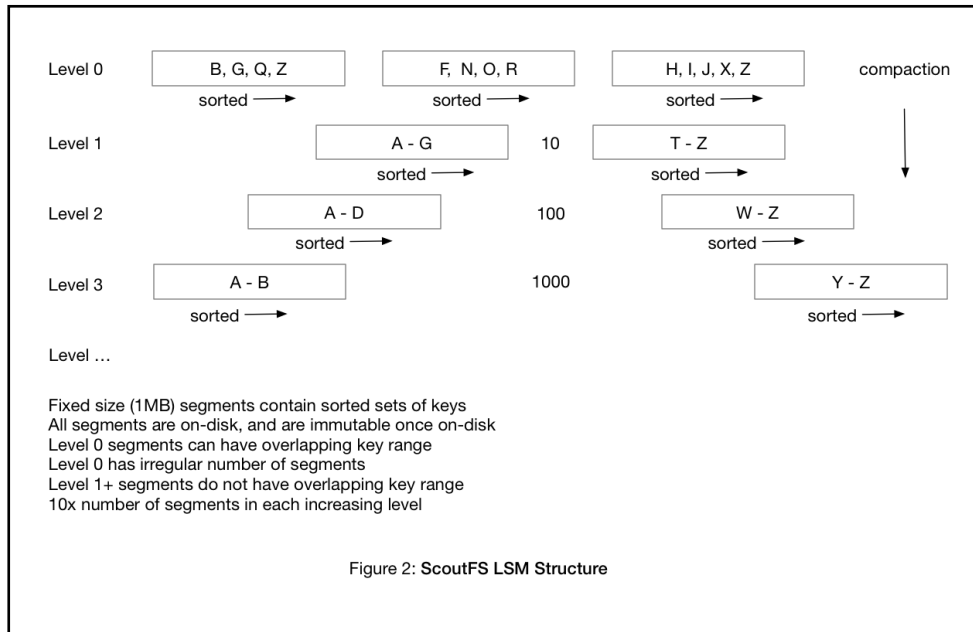 Level 0 B, G, Q, Z F, N, O, R H, I, J, X, Z compaction
sorted sorted sorted
Level 1 A - G 10 T - Z
sorted sorted
Level 2 A - D 100 W - Z
sorted sorted
Level 3 A - B 1000 Y - Z
sorted sorted
Level ...
Fixed size (1MB) segments contain sorted sets of keys
All segments are on-disk, and are immutable once on-disk
Level 0 segments can have overlapping key range
Level 0 has irregular number of segments
Level 1+ segments do not have overlapping key range
10x number of segments in each increasing level
Figure 2: ScoutFS LSM Structure